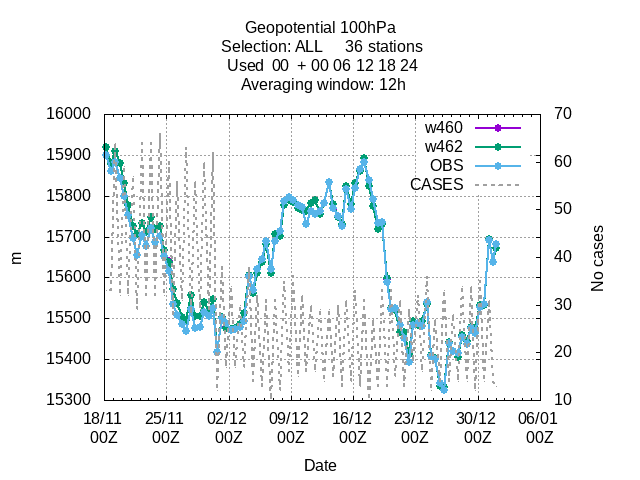 Geopotential 100hPa
Selection: ALL     36 stations
Used  00  + 00 06 12 18 24
Averaging window: 12h
16000
15900
15800
15700
15600
15500
15400
15300
m
70
60
50
40
30
20
10
No cases
w460
w462
OBS
CASES
18/11 25/11 02/12 09/12 16/12 23/12 30/12 06/01
00Z 00Z 00Z 00Z 00Z 00Z 00Z 00Z
Date